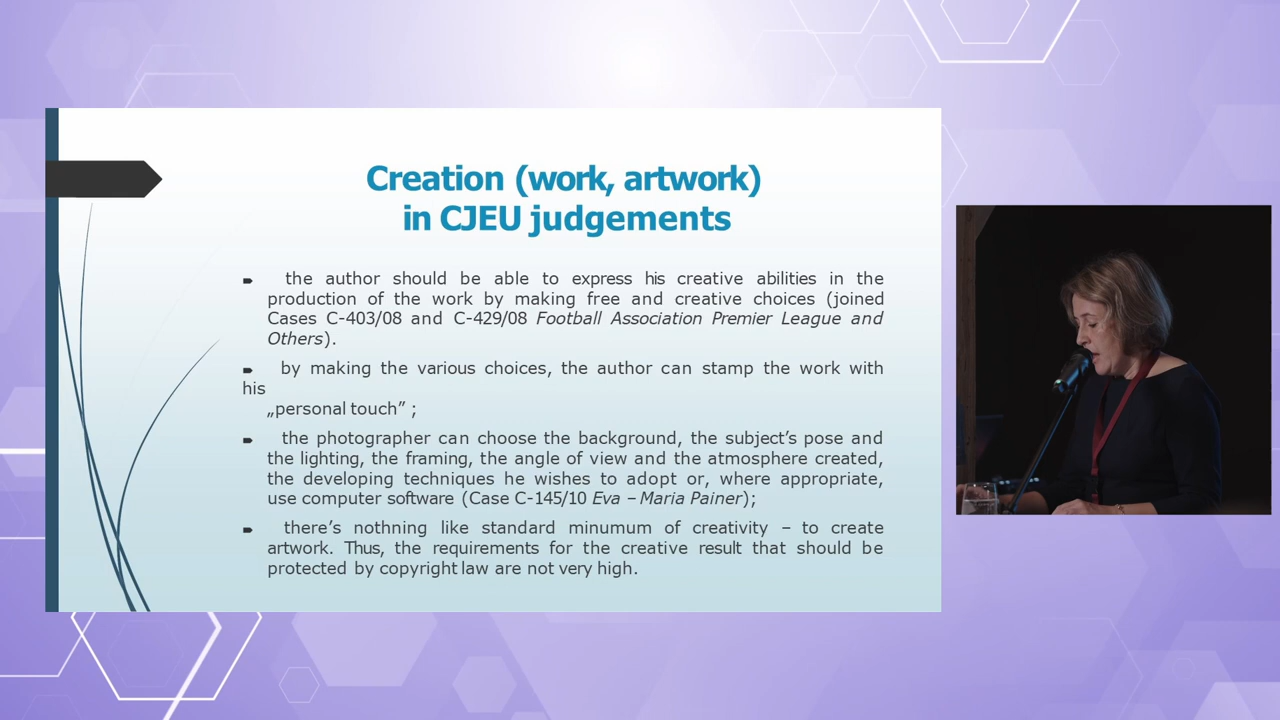 Creation (work, artwork)
in CJEU judgements
the author should be able to express his creative abilities in the
production of the work by making free and creative choices (joined
Cases C-403/08 and C-429/08 Football Association Premier League and
Others).
by making the various choices, the author can stamp the work with
his
„personal touch” ;
the photographer can choose the background, the subject’s pose and
the lighting, the framing, the angle of view and the atmosphere created,
the developing techniques he wishes to adopt or, where appropriate,
use computer software (Case C-145/10 Eva – Maria Painer);
there’s nothning like standard minumum of creativity – to create
artwork. Thus, the requirements for the creative result that should be
protected by copyright law are not very high.